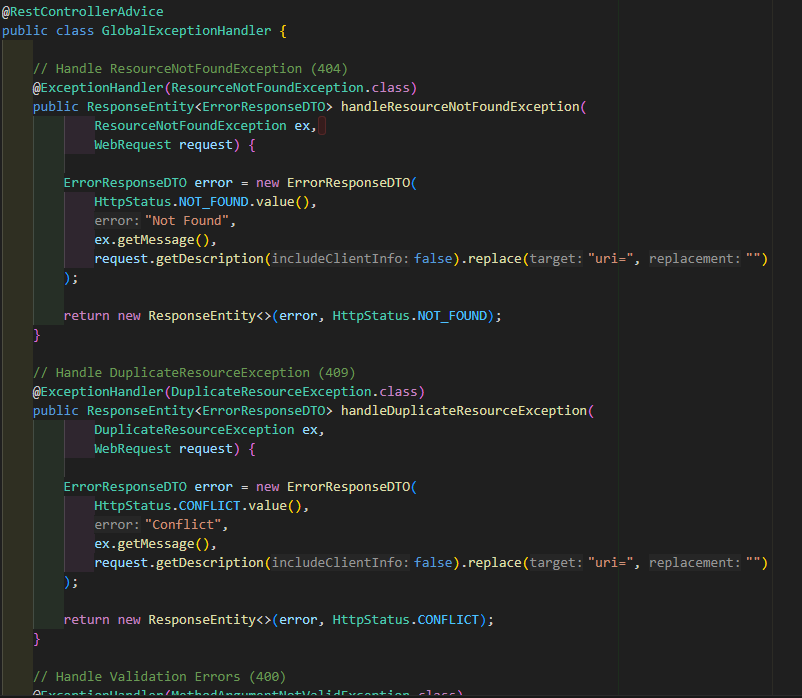 @RestControllerAdvice
public class GlobalExceptionHandler {
// Handle ResourceNotFoundException (404)
@ExceptionHandler(ResourceNotFoundException.class)
public ResponseEntity<ErrorResponseDTO> handleResourceNotFoundException(
ResourceNotFoundException ex,
WebRequest request) {
ErrorResponseDTO error = new ErrorResponseDTO(
HttpStatus.NOT_FOUND.value(),
error: "Not Found",
ex.getMessage(),
request.getDescription(includeClientInfo: false).replace(target: "uri=", replacement: "")
);
return new ResponseEntity<>(error, HttpStatus.NOT_FOUND);
}
// Handle DuplicateResourceException (409)
@ExceptionHandler(DuplicateResourceException.class)
public ResponseEntity<ErrorResponseDTO> handleDuplicateResourceException(
DuplicateResourceException ex,
WebRequest request) {
ErrorResponseDTO error = new ErrorResponseDTO(
HttpStatus.CONFLICT.value(),
error: "Conflict",
ex.getMessage(),
request.getDescription(includeClientInfo: false).replace(target: "uri=", replacement: "")
);
return new ResponseEntity<>(error, HttpStatus.CONFLICT);
}
// Handle Validation Errors (400)
@ExceptionHandler(MethodArgumentNotValidException.class)